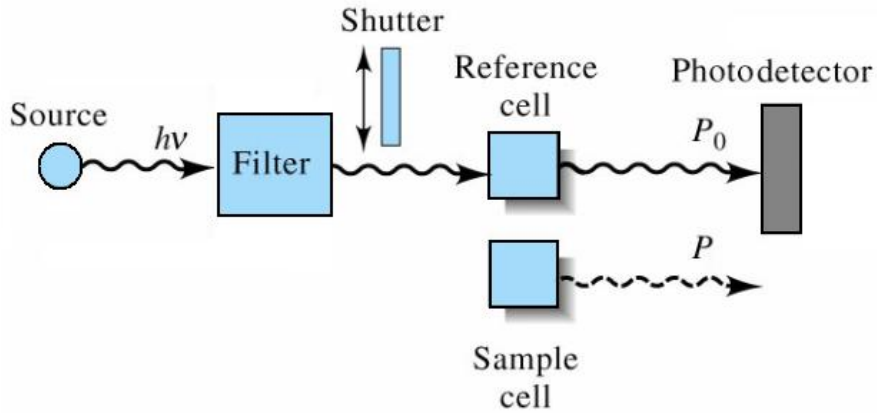 Shutter
Reference
cell
Photodetector
Source
hν
Filter
P0
P
Sample
cell